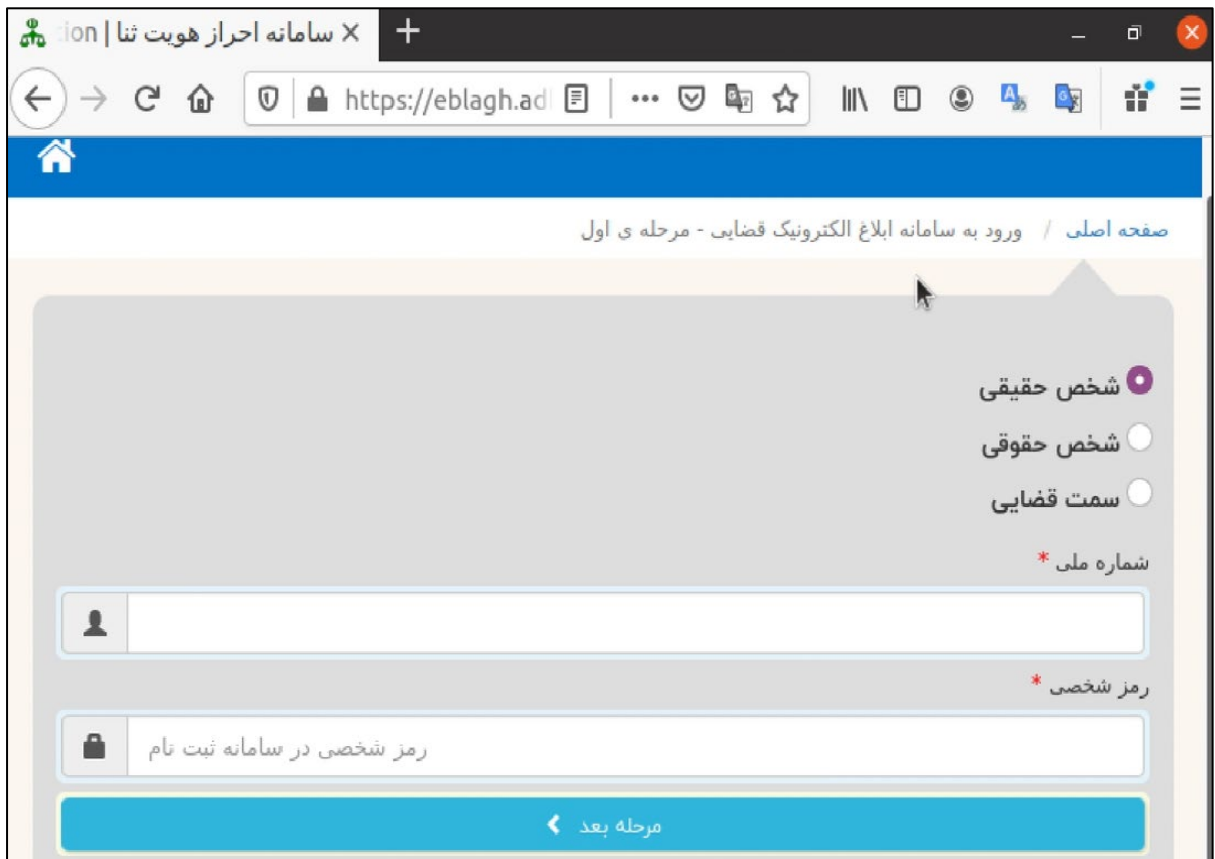 سامانه احراز هویت ثنا | ion
https://eblagh.ad
صفحه اصلی / ورود به سامانه ابلاغ الکترونیک قضایی - مرحله ی اول
شخص حقیقی
شخص حقوقی
سمت قضایی
شماره ملی *
رمز شخصی *
رمز شخصی در سامانه ثبت نام
مرحله بعد